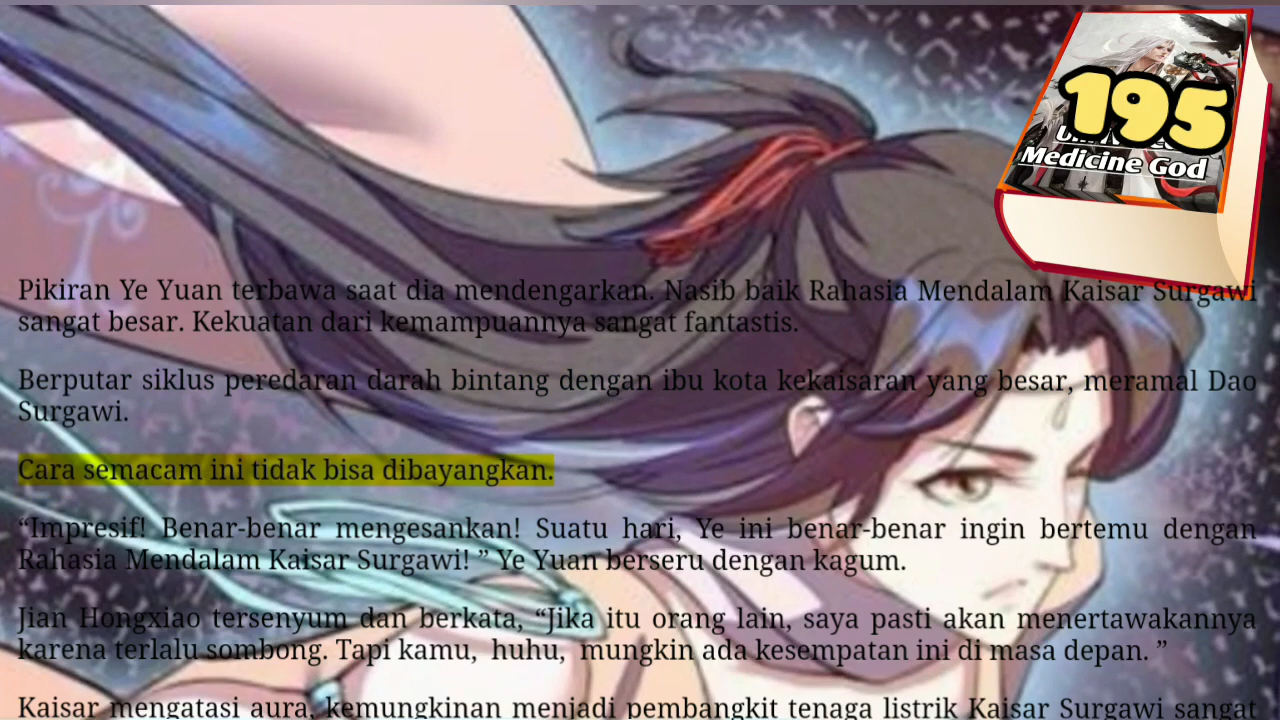 195
Medicine God
Pikiran Ye Yuan terbawa saat dia mendengarkan. Nasib baik Rahasia Mendalam Kaisar Surgawi
sangat besar. Kekuatan dari kemampuannya sangat fantastis.
Berputar siklus peredaran darah bintang dengan ibu kota kekaisaran yang besar, meramal Dao
Surgawi.
Cara semacam ini tidak bisa dibayangkan.
“Impresif! Benar-benar mengesankan! Suatu hari, Ye ini benar-benar ingin bertemu dengan
Rahasia Mendalam Kaisar Surgawi! ” Ye Yuan berseru dengan kagum.
Jian Hongxiao tersenyum dan berkata, “Jika itu orang lain, saya pasti akan menertawakannya
karena terlalu sombong. Tapi kamu, huhu, mungkin ada kesempatan ini di masa depan. ”
Kaisar mengatasi aura, kemungkinan menjadi pembangkit tenaga listrik Kaisar Surgawi sangat